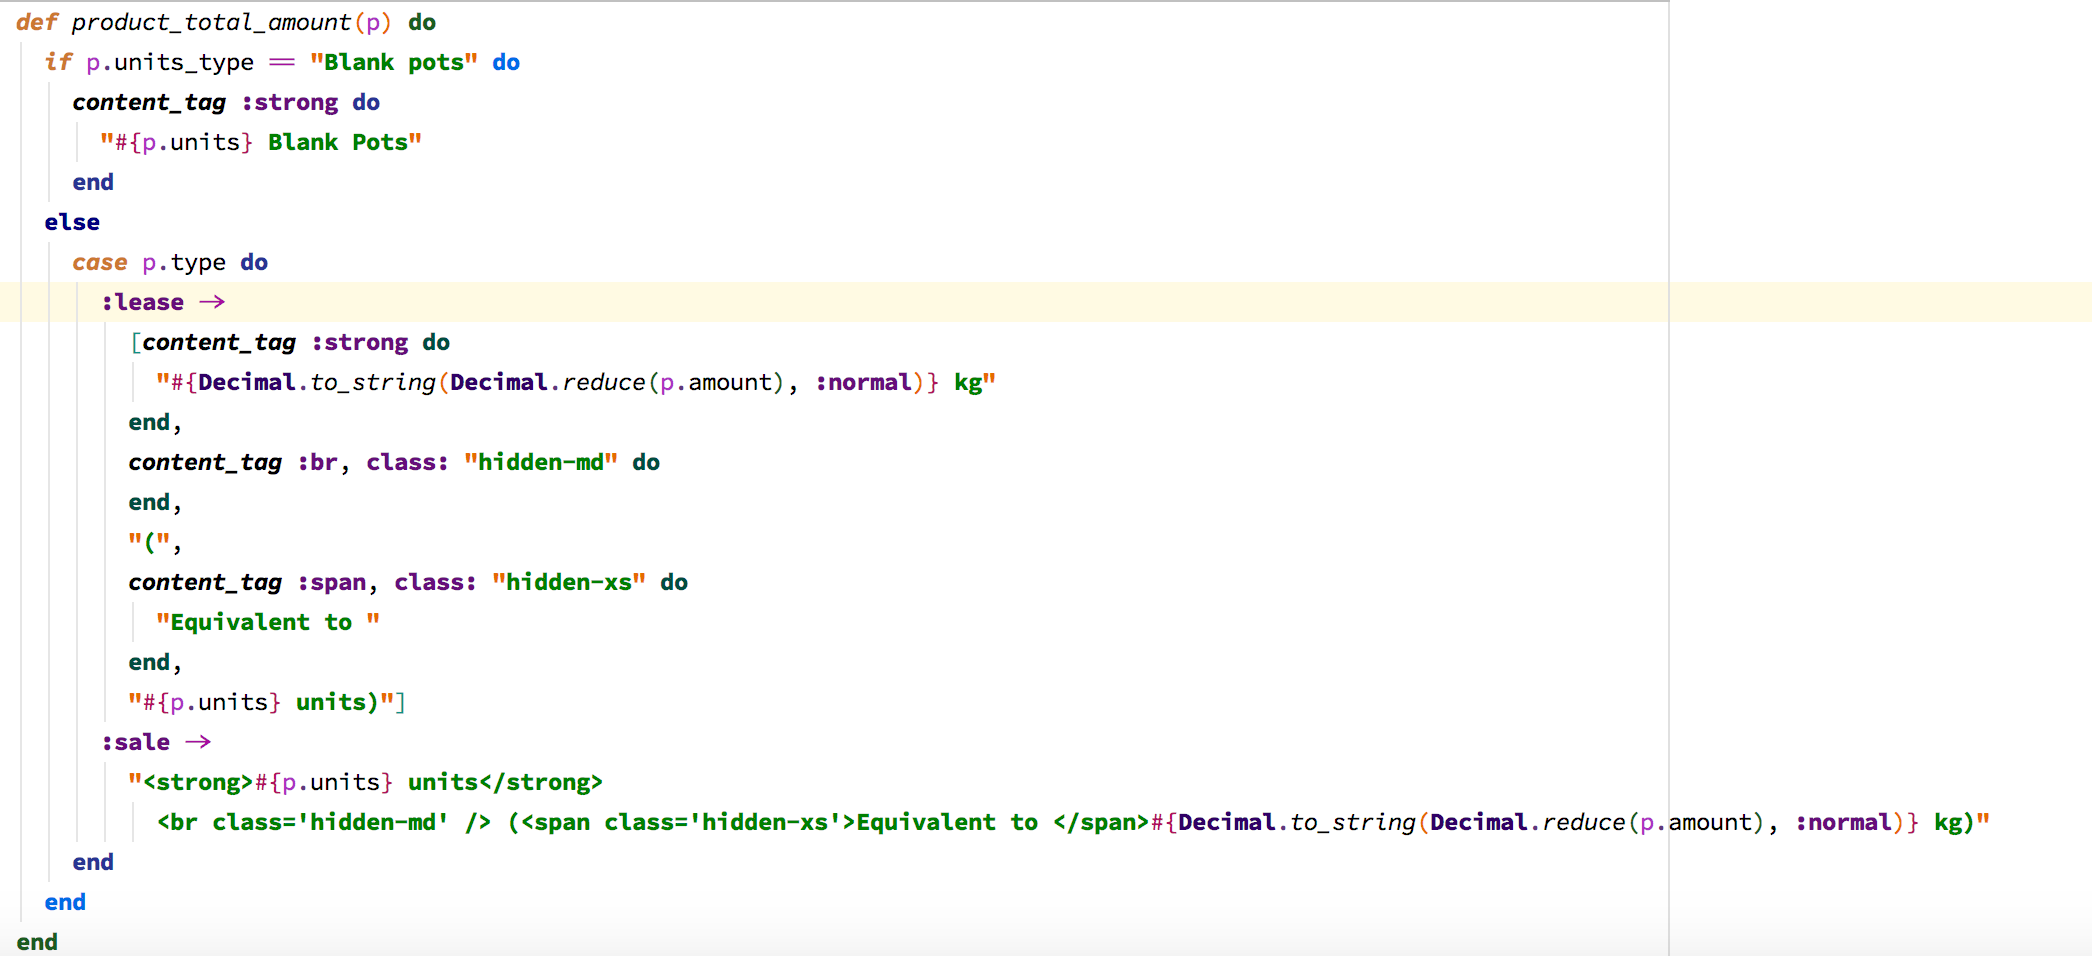 def product_total_amount(p) do
if p.units_type == "Blank pots" do
content_tag :strong do
"#{p.units} Blank Pots"
end
else
case p.type do
:lease ->
[content_tag :strong do
"#{Decimal.to_string(Decimal.reduce(p.amount), :normal)} kg"
end,
content_tag :br, class: "hidden-md" do
end,
"(",
content_tag :span, class: "hidden-xs" do
"Equivalent to "
end,
"#{p.units} units)"]
:sale ->
"<strong>#{p.units} units</strong>
<br class='hidden-md' /> (<span class='hidden-xs'>Equivalent to </span>#{Decimal.to_string(Decimal.reduce(p.amount), :normal)} kg)"
end
end
end